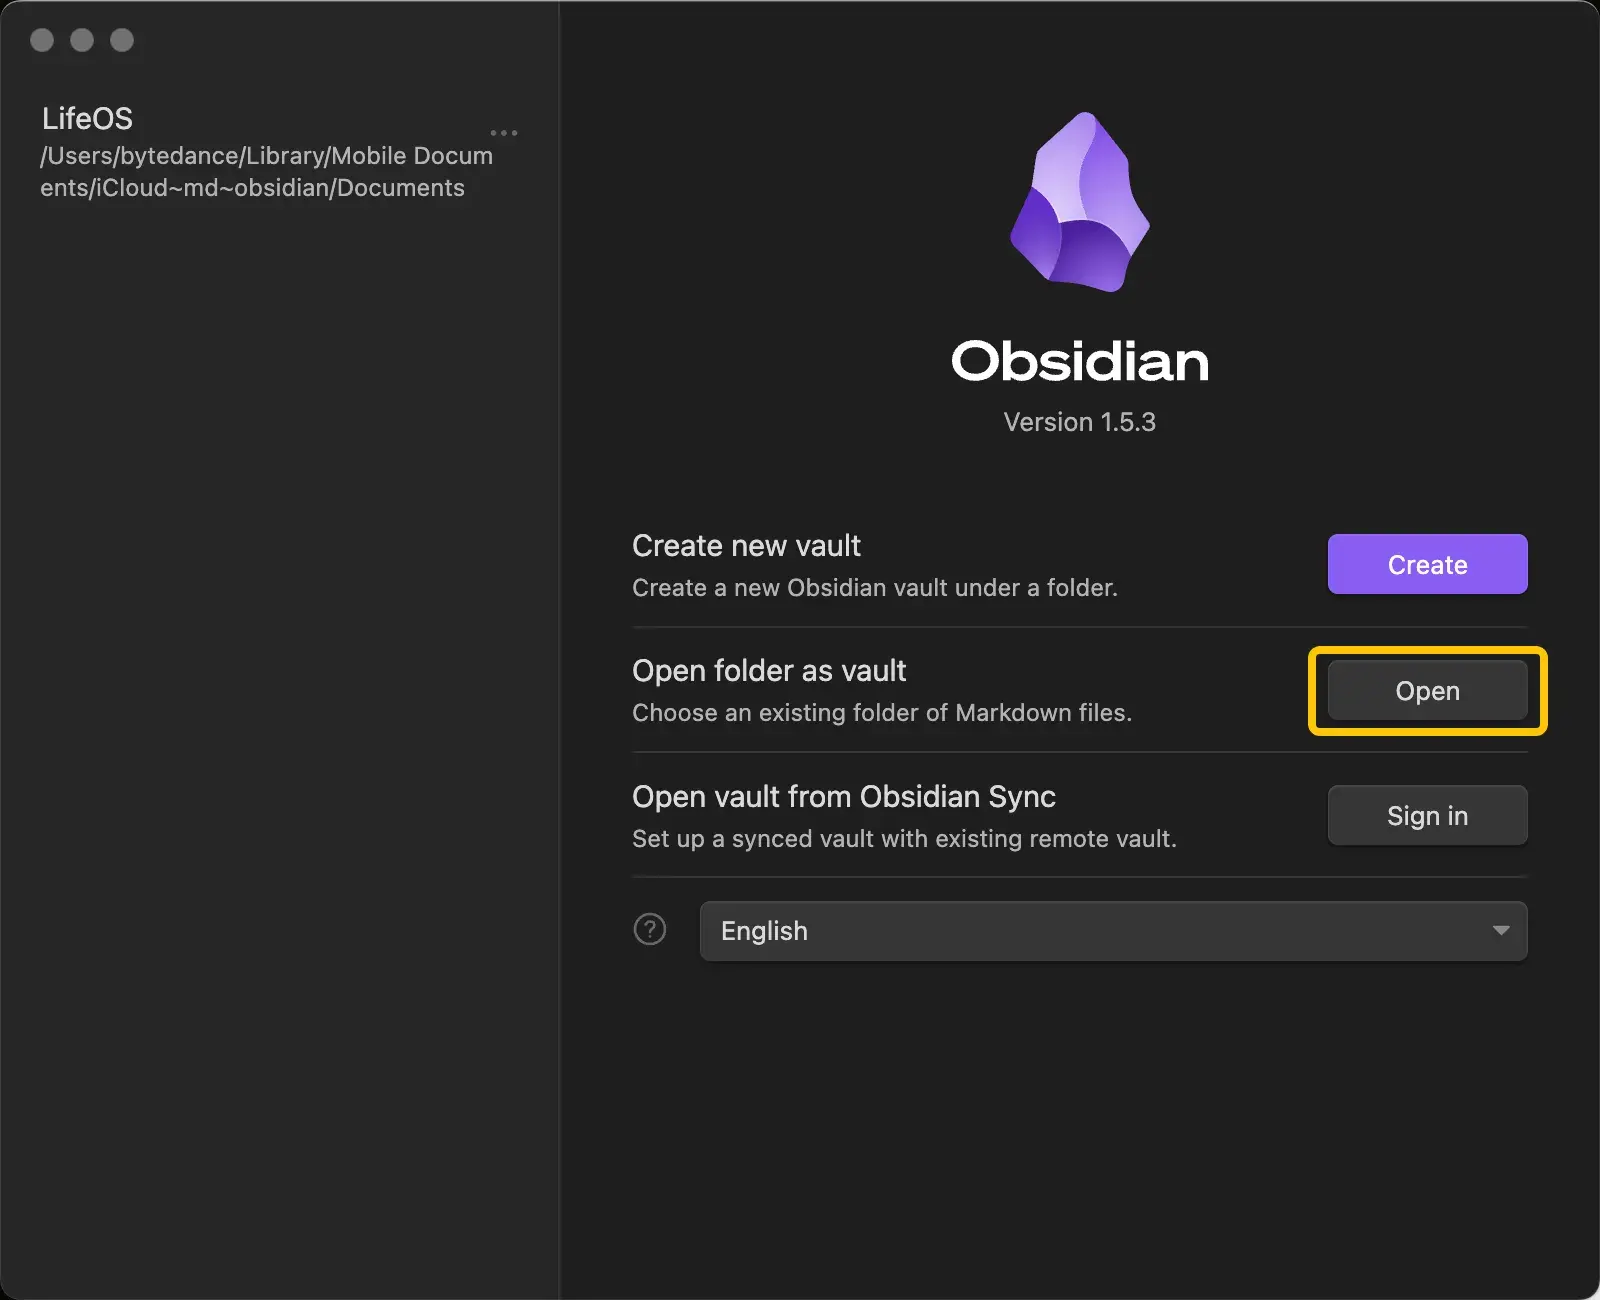 LifeOS
/Users/bytedance/Library/Mobile Docum
ents/iCloud~md~obsidian/Documents
Obsidian
Version 1.5.3
Create new vault
Create a new Obsidian vault under a folder.
Create
Open folder as vault
Choose an existing folder of Markdown files.
Open
Open vault from Obsidian Sync
Set up a synced vault with existing remote vault.
Sign in
?
English